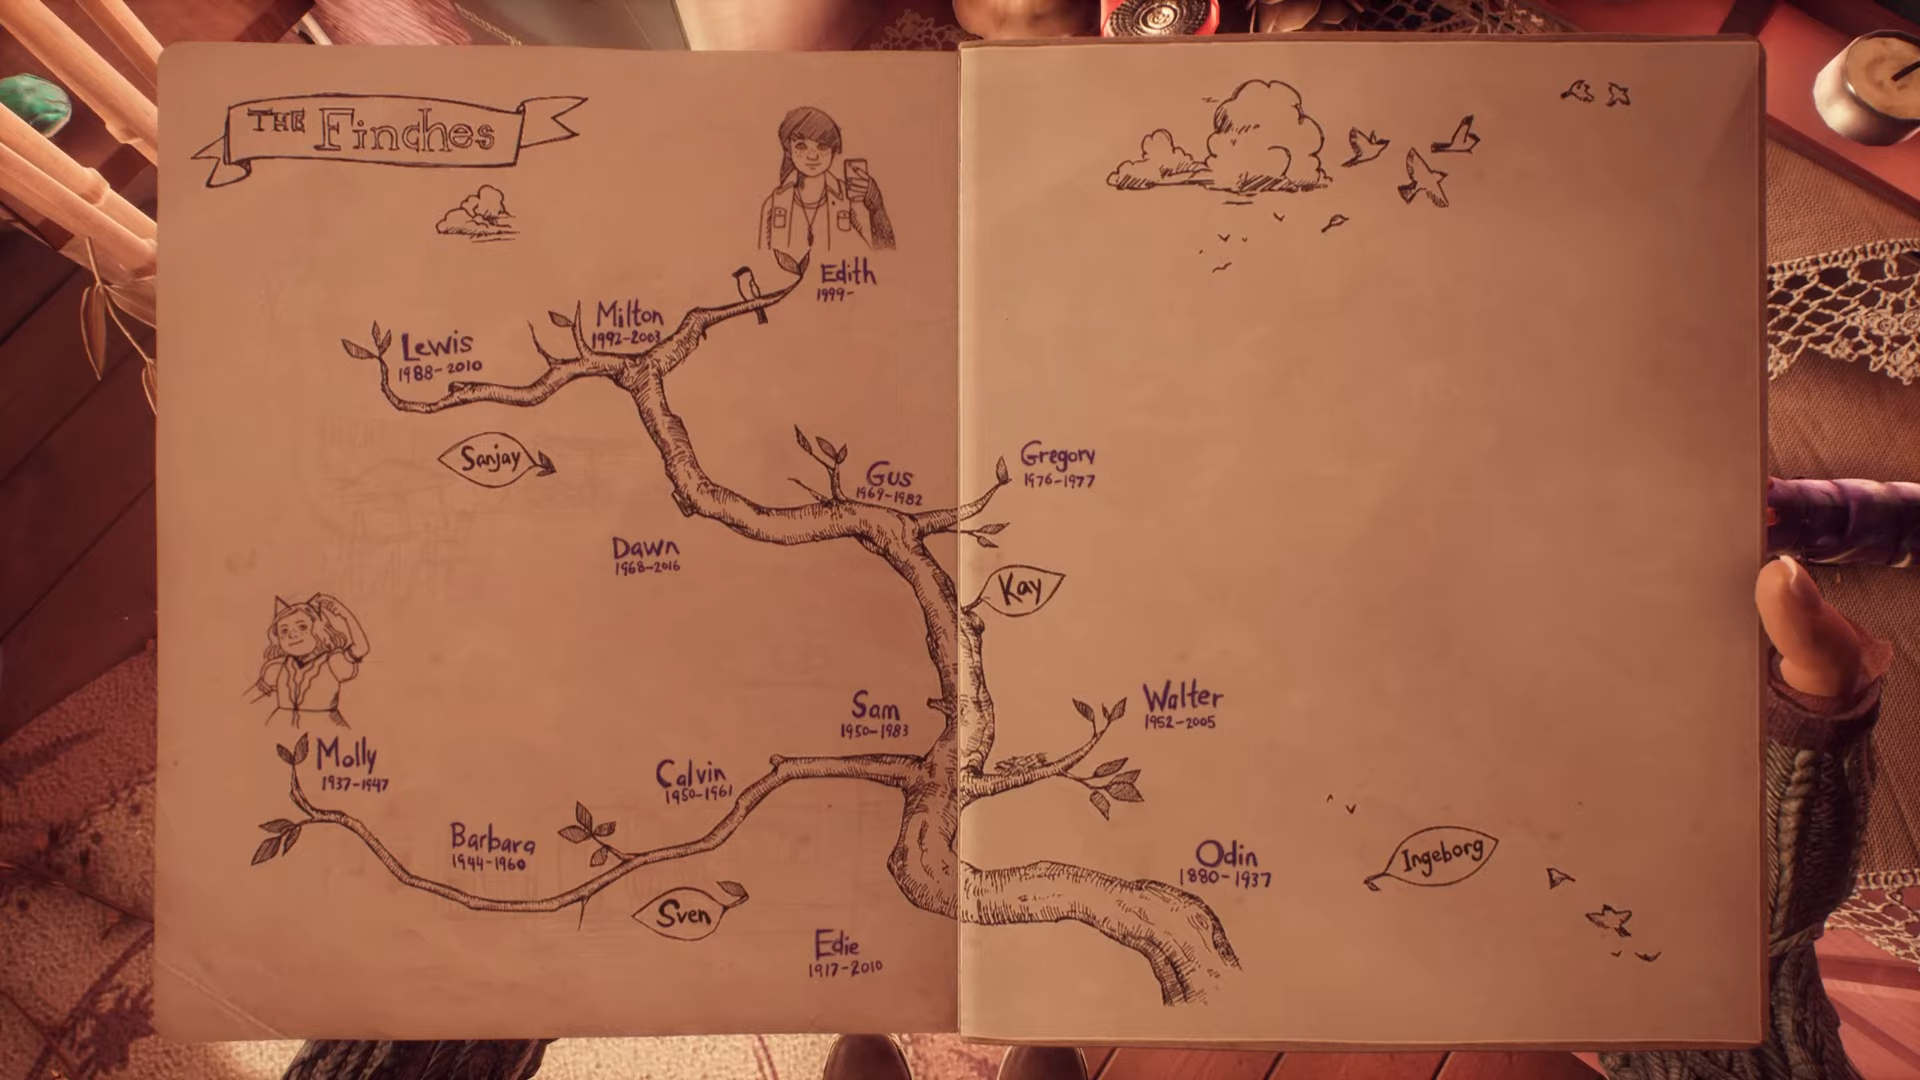 THE Finches
Edith
1999-
Milton
1992-2003
Lewis
1988-2010
Sanjay
Gus
1969-1982
Gregory
1976-1977
Dawn
1968-2016
Kay
Sam
1950-1983
Walter
1952-2005
Molly
1937-1947
Calvin
1950-1961
Barbara
1944-1960
Sven
Odin
1880-1937
Ingeborg
Edie
1917-2010